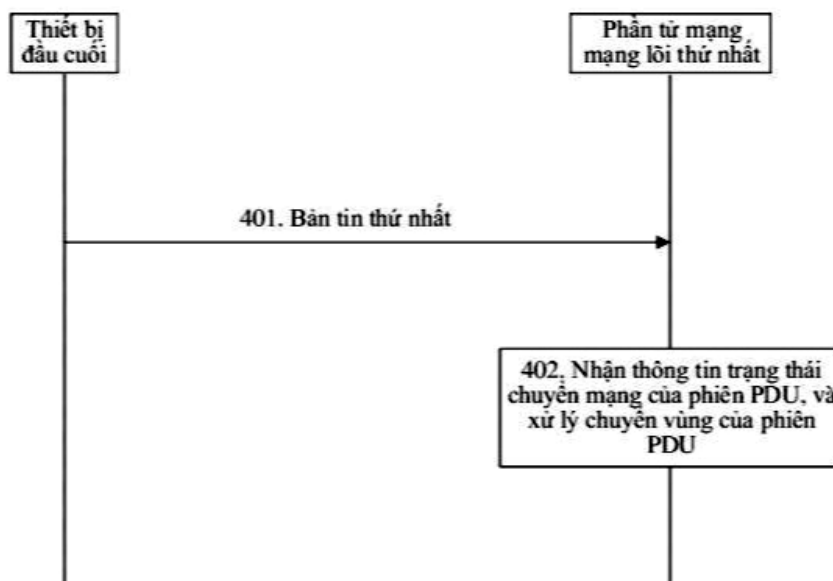 Thiết bị
đầu cuối
Phần tử mạng
mạng lõi thứ nhất
401. Bản tin thứ nhất
402. Nhận thông tin trạng thái
chuyển mạng của phiên PDU, và
xử lý chuyển vùng của phiên
PDU